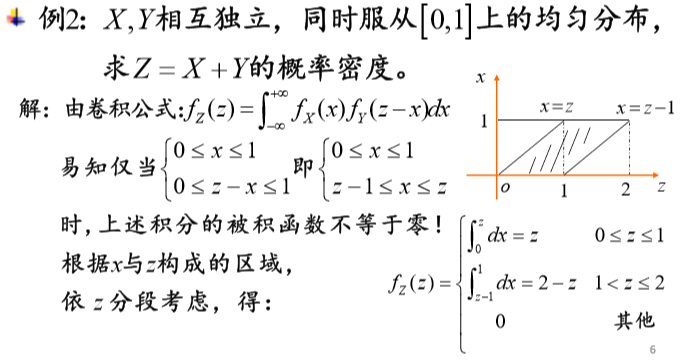 例2: X,Y相互独立，同时服从[0,1]上的均匀分布，
求Z = X + Y的概率密度。
解: 由卷积公式:f_Z(z) = ∫_{-∞}^{+∞} f_X(x)f_Y(z-x)dx
易知仅当 { 0 ≤ x ≤ 1 即 { 0 ≤ x ≤ 1
0 ≤ z - x ≤ 1 z - 1 ≤ x ≤ z
时, 上述积分的被积函数不等于零！
根据x与z构成的区域，
依 z 分段考虑，得:
x
x = z x = z - 1
1
o 1 2 z
∫_0^z dx = z 0 ≤ z ≤ 1
f_Z(z) = { ∫_{z-1}^1 dx = 2 - z 1 < z ≤ 2
0 其他
6